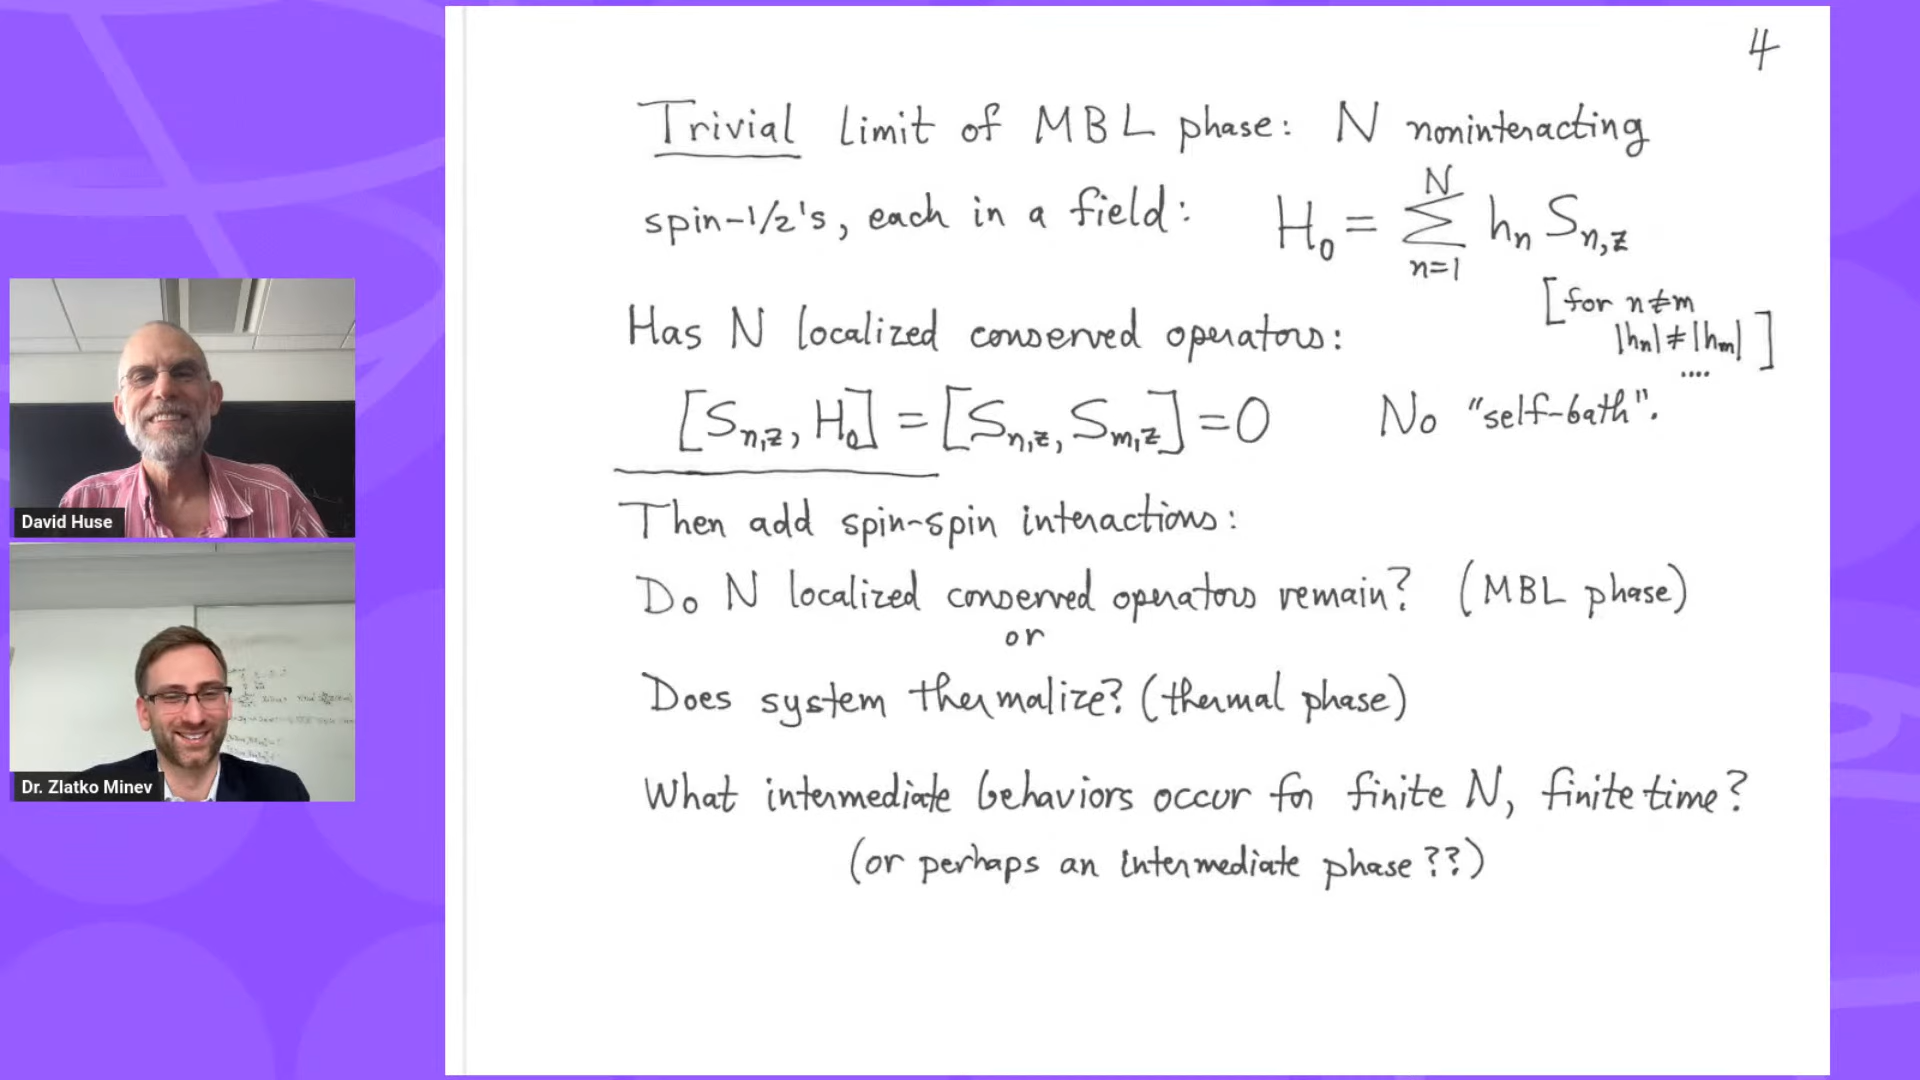 4
Trivial limit of MBL phase: N noninteracting
spin-1/2's, each in a field: H₀ = ∑ₙ₌₁ᴺ hₙ Sₙ,z
[for n≠m
|hₙ| ≠ |hₘ| ]
....
Has N localized conserved operators:
[Sₙ,z, H₀] = [Sₙ,z, Sₘ,z] = 0 No "self-bath".
Then add spin-spin interactions:
Do N localized conserved operators remain? (MBL phase)
or
Does system thermalize? (thermal phase)
What intermediate behaviors occur for finite N, finite time?
(or perhaps an intermediate phase??)
David Huse
Dr. Zlatko Minev